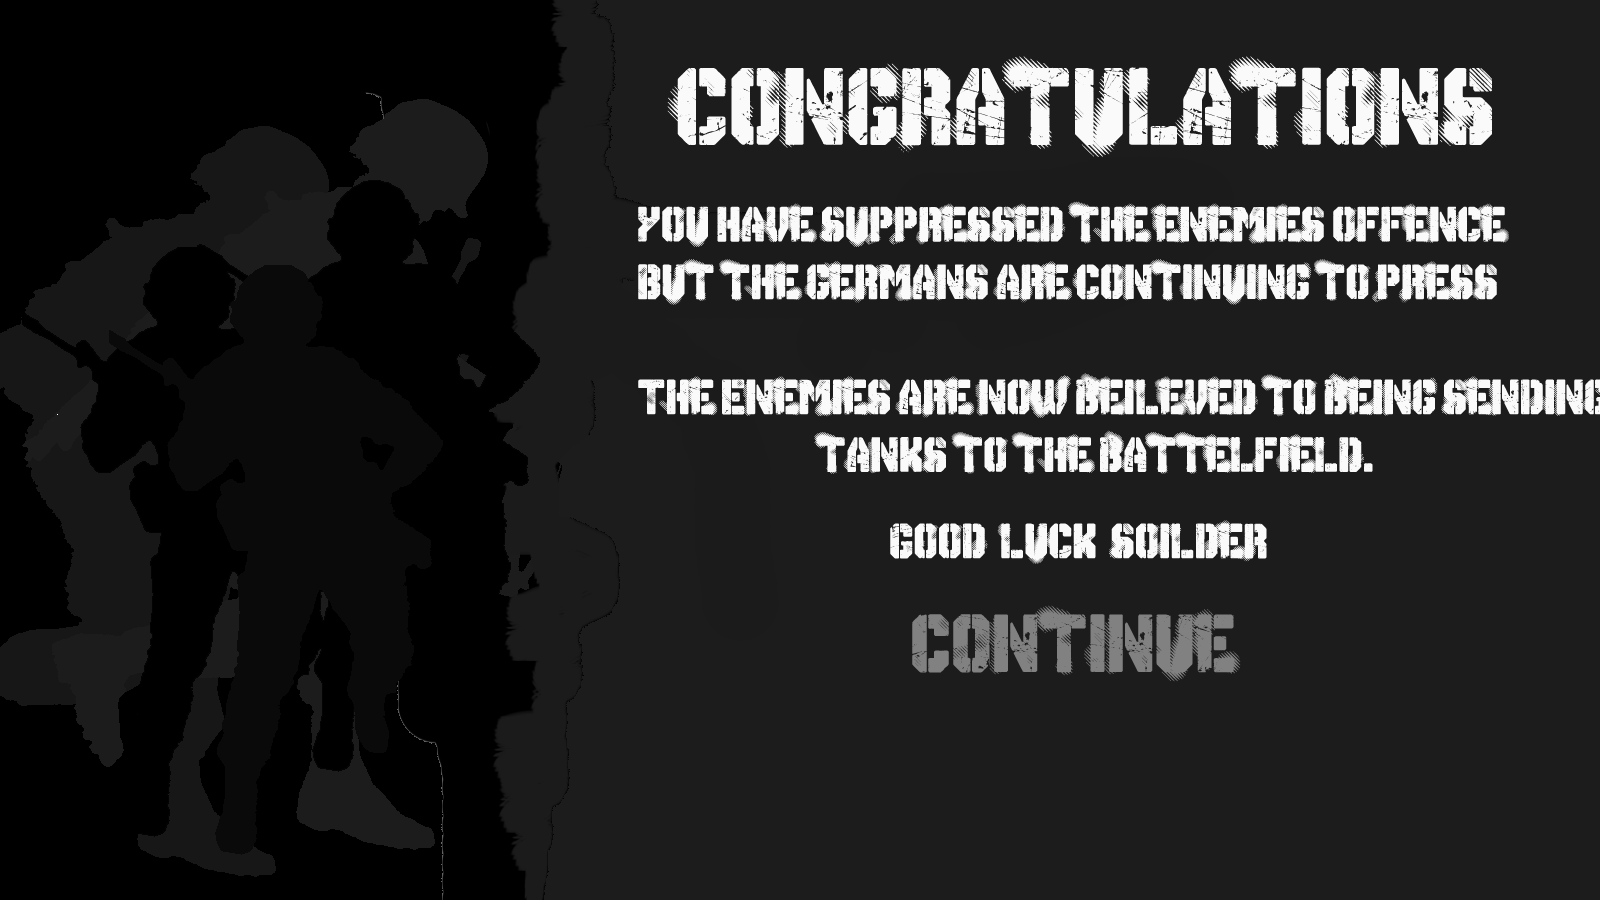 CONGRATULATIONS
YOU HAVE SUPPRESSED THE ENEMIES OFFENCE
BUT THE GERMANS ARE CONTINUING TO PRESS
THE ENEMIES ARE NOW BEILEVED TO BEING SENDING
TANKS TO THE BATTELFIELD.
GOOD LUCK SOILDER
CONTINUE